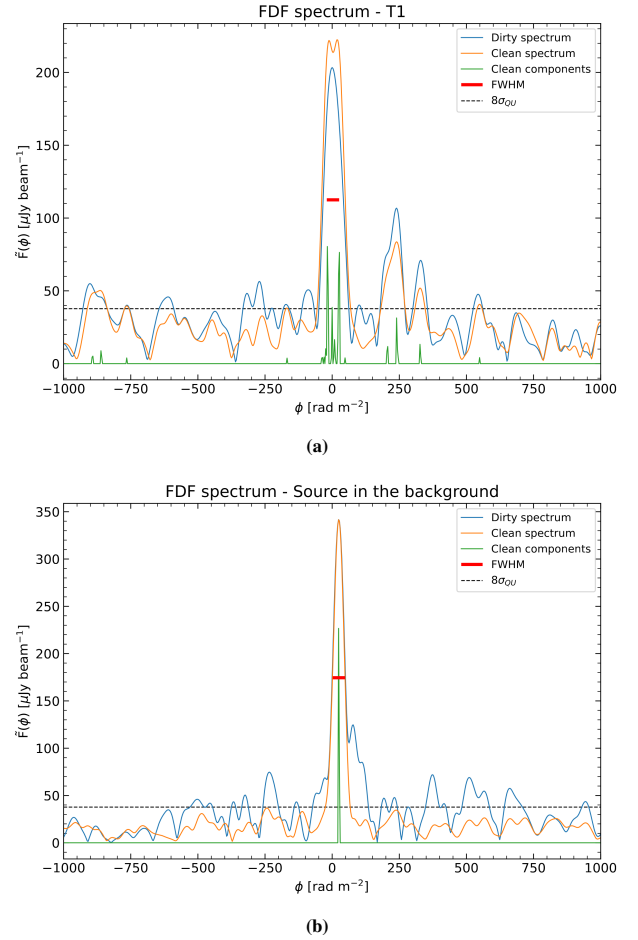 FDF spectrum - T1
Dirty spectrum
Clean spectrum
Clean components
FWHM
8σ_QU
200
150
100
50
0
F̃(ϕ) [μJy beam⁻¹]
−1000 −750 −500 −250 0 250 500 750 1000
ϕ [rad m⁻²]
(a)
FDF spectrum - Source in the background
Dirty spectrum
Clean spectrum
Clean components
FWHM
8σ_QU
350
300
250
200
150
100
50
0
F̃(ϕ) [μJy beam⁻¹]
−1000 −750 −500 −250 0 250 500 750 1000
ϕ [rad m⁻²]
(b)